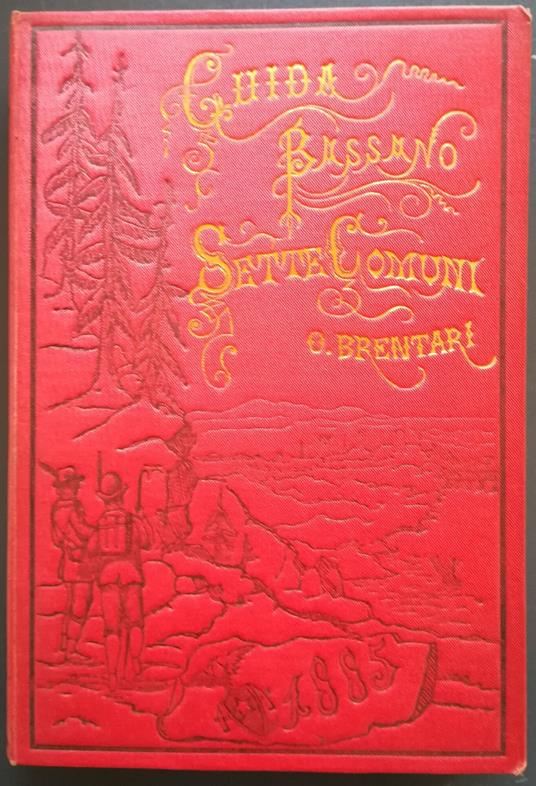 GUIDA
BASSANO
SETTE COMUNI
O. BRENTARI
1885